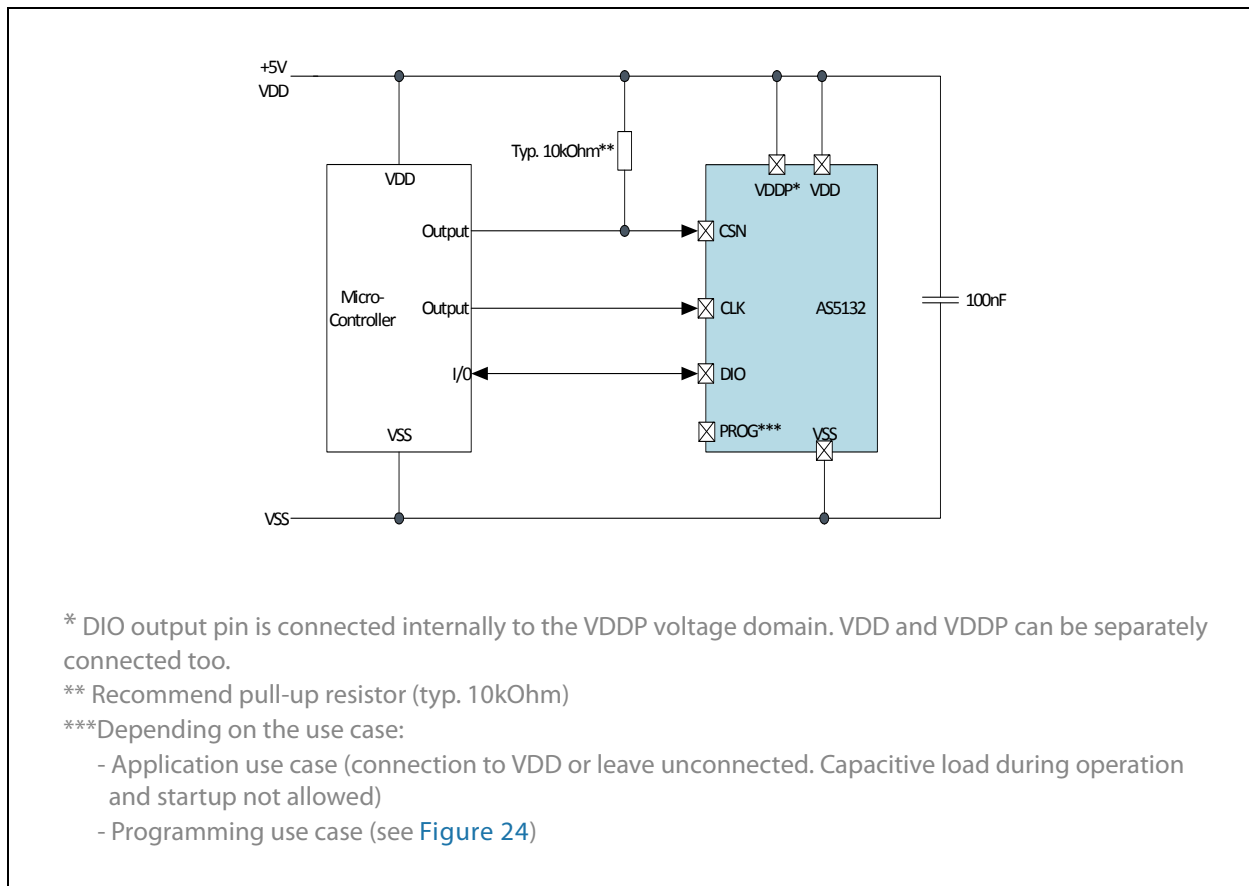 +5V
VDD
Typ. 10kOhm**
VDD
VDDP*
VDD
Output
CSN
Micro-
Controller
Output
CLK
AS5132
100nF
I/0
DIO
PROG***
VSS
VSS
VSS
* DIO output pin is connected internally to the VDDP voltage domain. VDD and VDDP can be separately
connected too.
** Recommend pull-up resistor (typ. 10kOhm)
***Depending on the use case:
- Application use case (connection to VDD or leave unconnected. Capacitive load during operation
and startup not allowed)
- Programming use case (see Figure 24)